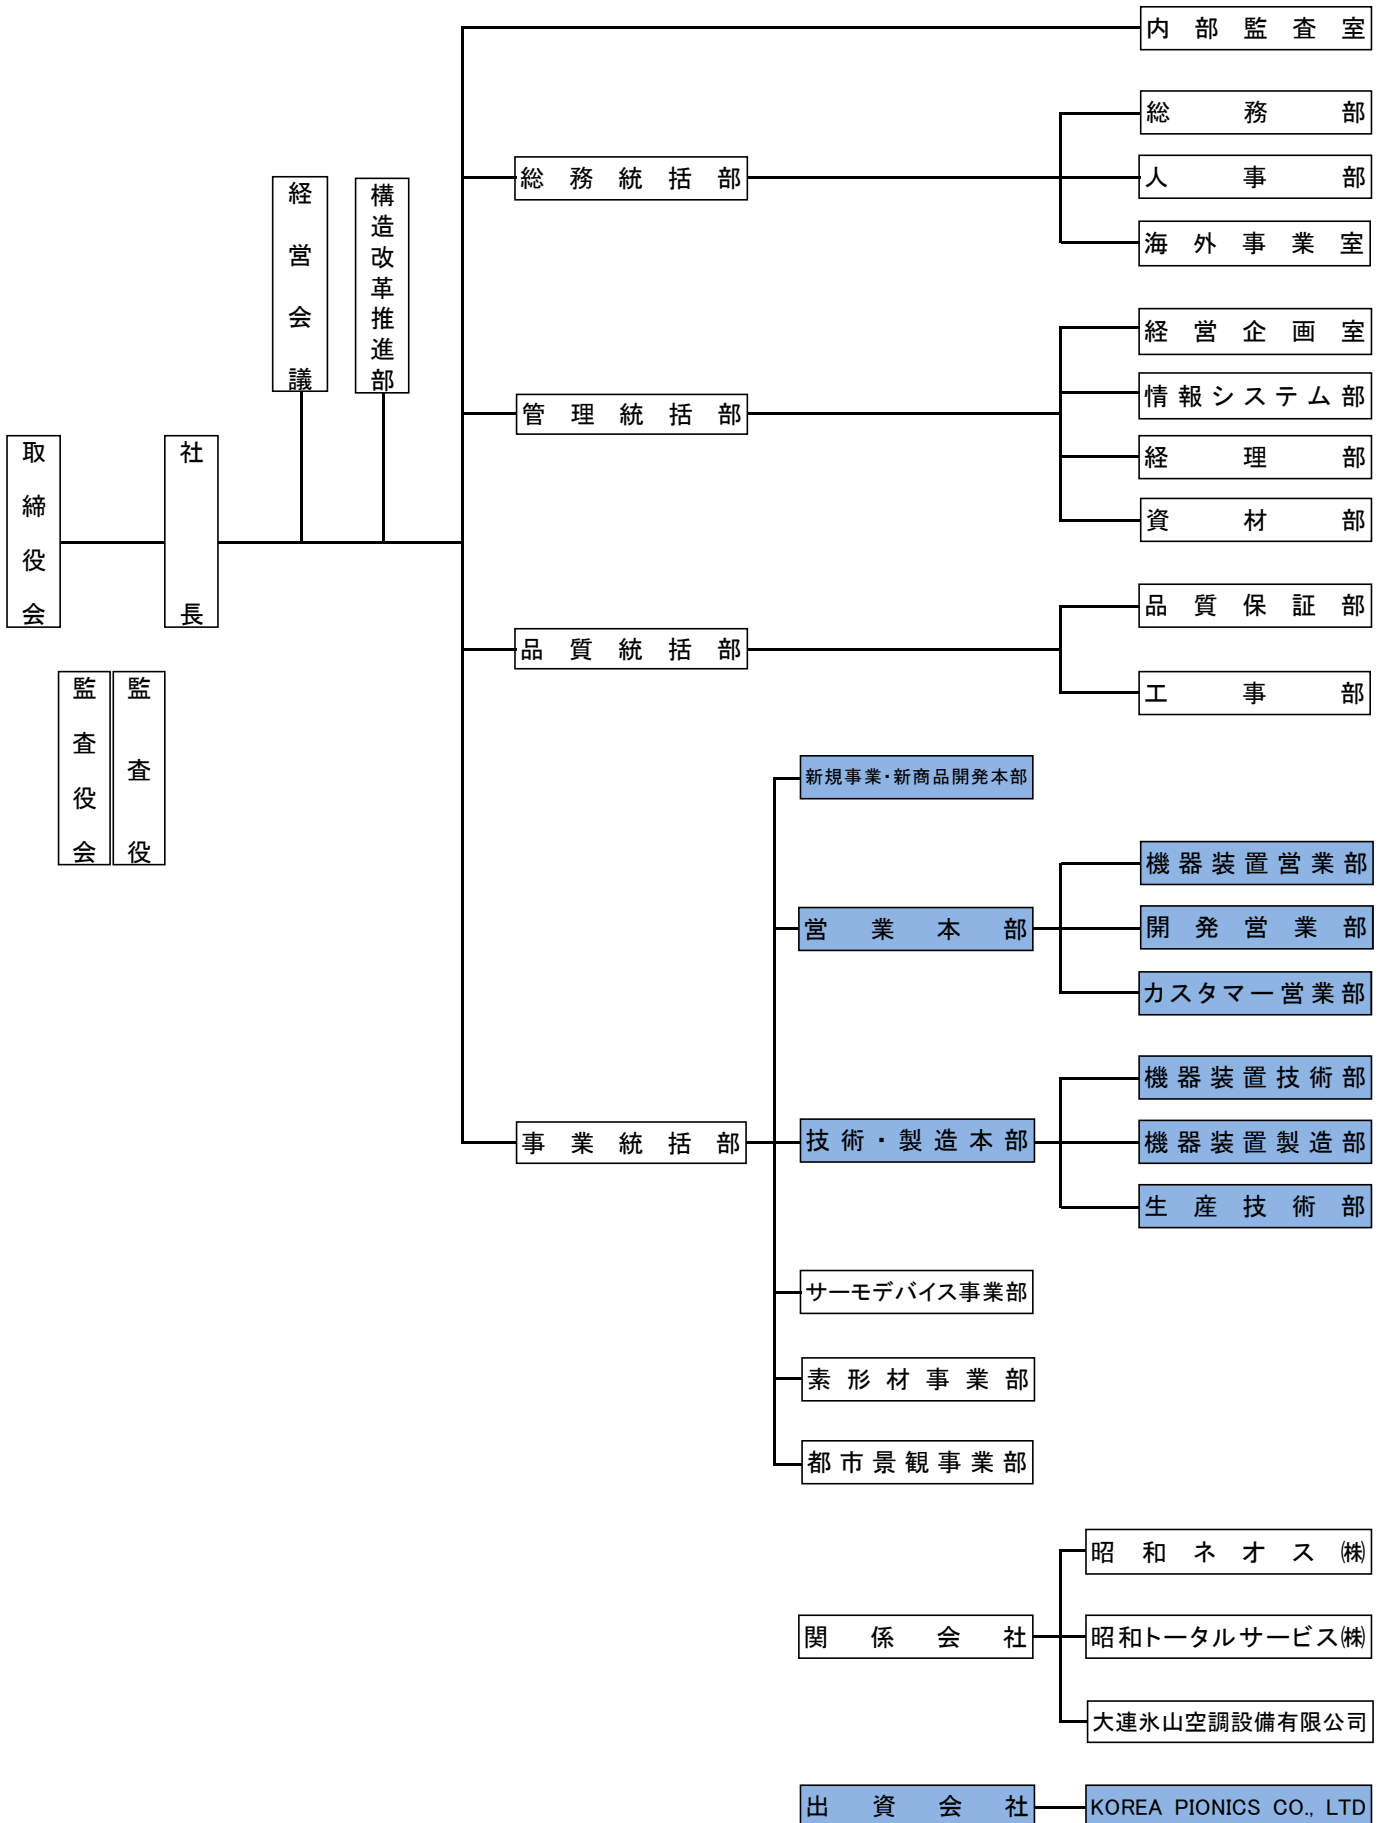 内部監査室
総務部
総務統括部
人事部
海外事業室
経営会議
構造改革推進部
経営企画室
情報システム部
管理統括部
経理部
資材部
取締役会
社長
品質保証部
品質統括部
工事部
監査役会
監査役
新規事業・新商品開発本部
機器装置営業部
営業本部
開発営業部
カスタマー営業部
機器装置技術部
事業統括部
技術・製造本部
機器装置製造部
生産技術部
サーモデバイス事業部
素形材事業部
都市景観事業部
昭和ネオス㈱
関係会社
昭和トータルサービス㈱
大連氷山空調設備有限公司
出資会社
KOREA PIONICS CO., LTD